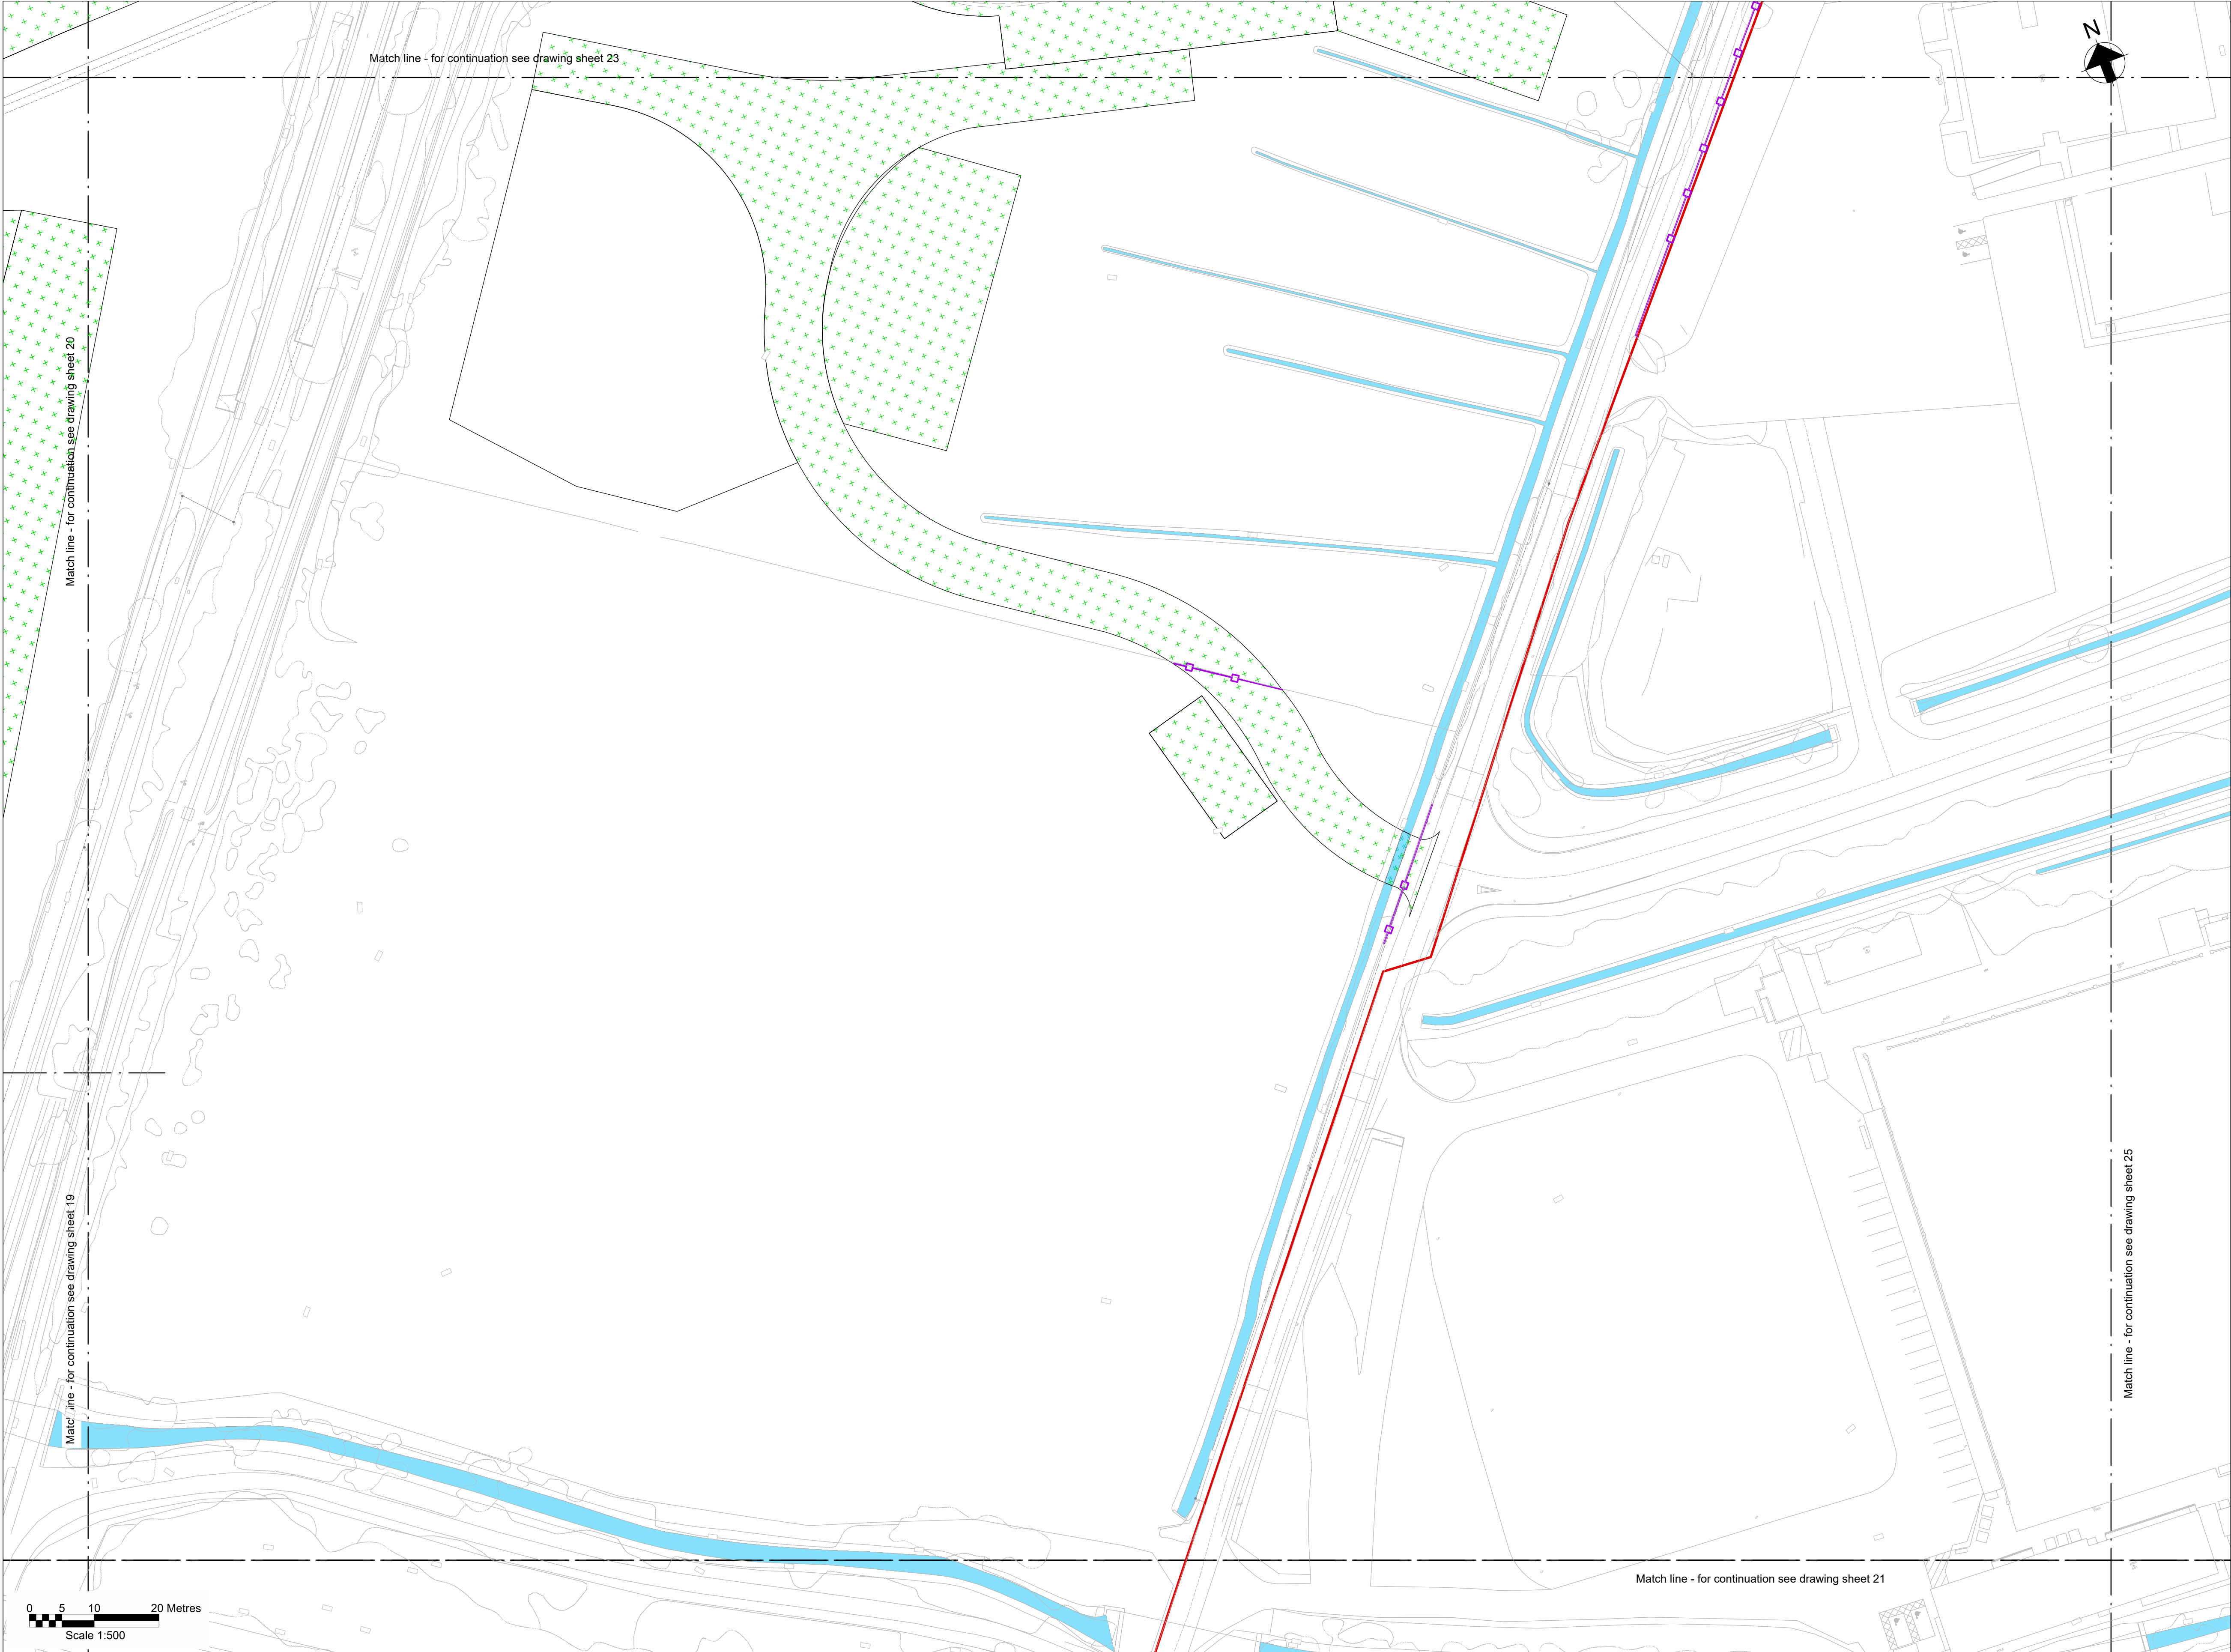 Match line - for continuation see drawing sheet 23
N
Match line - for continuation see drawing sheet 20
Match line - for continuation see drawing sheet 19
Match line - for continuation see drawing sheet 25
Match line - for continuation see drawing sheet 21
0 5 10 20 Metres
Scale 1:500